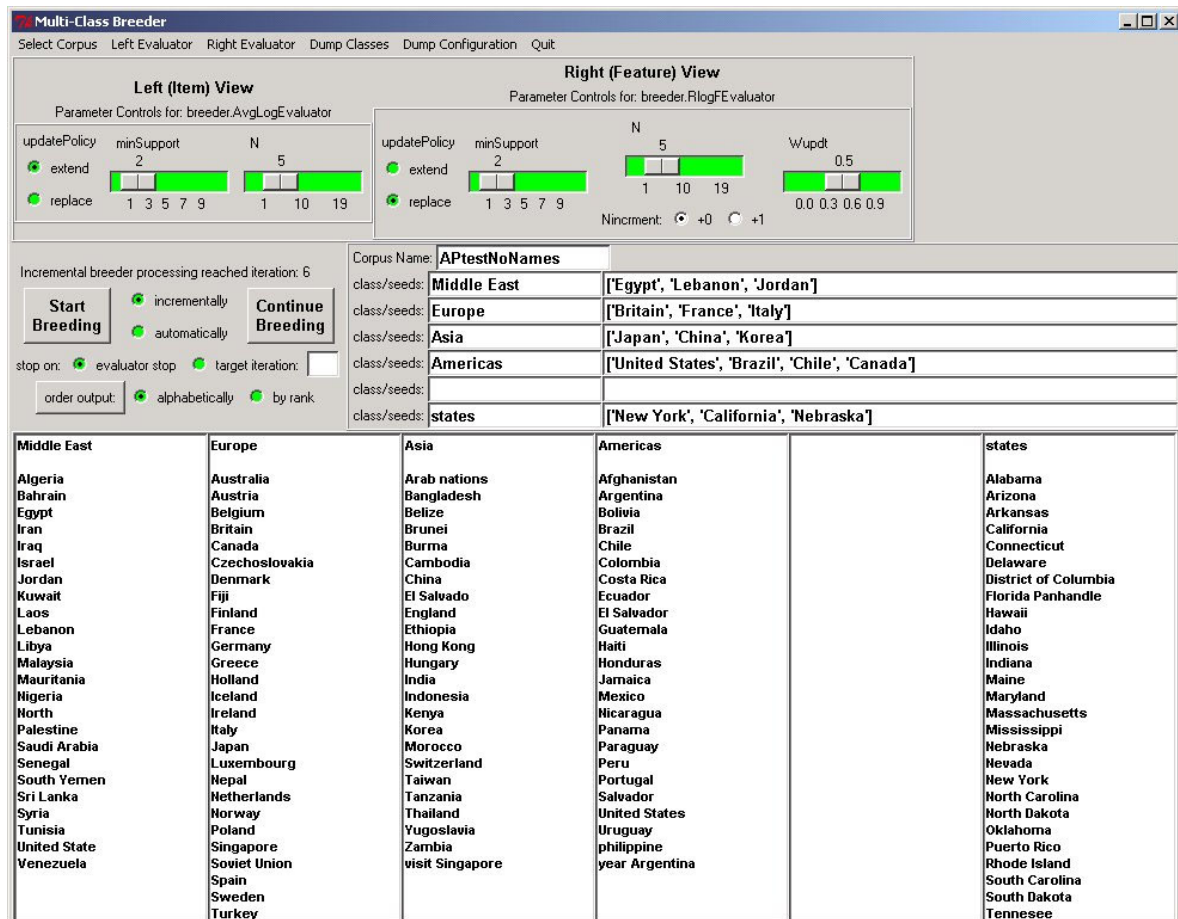 Multi-Class Breeder
Select Corpus Left Evaluator Right Evaluator Dump Classes Dump Configuration Quit
Left (Item) View
Parameter Controls for: breeder.AvgLogEvaluator
updatePolicy minSupport N
2 5
extend
replace
1 3 5 7 9 1 10 19
Right (Feature) View
Parameter Controls for: breeder.RlogFEvaluator
updatePolicy minSupport N Wupdt
2 5 0.5
extend
replace
1 3 5 7 9 1 10 19 0.0 0.3 0.6 0.9
Nincrment: +0 +1
Incremental breeder processing reached iteration: 6
Start Breeding
incrementally
automatically
Continue Breeding
stop on: evaluator stop target iteration:
order output: alphabetically by rank
Corpus Name: APtestNoNames
class/seeds: Middle East ['Egypt', 'Lebanon', 'Jordan']
class/seeds: Europe ['Britain', 'France', 'Italy']
class/seeds: Asia ['Japan', 'China', 'Korea']
class/seeds: Americas ['United States', 'Brazil', 'Chile', 'Canada']
class/seeds:
class/seeds: states ['New York', 'California', 'Nebraska']
Middle East
Algeria
Bahrain
Egypt
Iran
Iraq
Israel
Jordan
Kuwait
Laos
Lebanon
Libya
Malaysia
Mauritania
Nigeria
North
Palestine
Saudi Arabia
Senegal
South Yemen
Sri Lanka
Syria
Tunisia
United State
Venezuela
Europe
Australia
Austria
Belgium
Britain
Canada
Czechoslovakia
Denmark
Fiji
Finland
France
Germany
Greece
Holland
Iceland
Ireland
Italy
Japan
Luxembourg
Nepal
Netherlands
Norway
Poland
Singapore
Soviet Union
Spain
Sweden
Turkey
Asia
Arab nations
Bangladesh
Belize
Brunei
Burma
Cambodia
China
El Salvado
England
Ethiopia
Hong Kong
Hungary
India
Indonesia
Kenya
Korea
Morocco
Switzerland
Taiwan
Tanzania
Thailand
Yugoslavia
Zambia
visit Singapore
Americas
Afghanistan
Argentina
Bolivia
Brazil
Chile
Colombia
Costa Rica
Ecuador
El Salvador
Guatemala
Haiti
Honduras
Jamaica
Mexico
Nicaragua
Panama
Paraguay
Peru
Portugal
Salvador
United States
Uruguay
philippine
year Argentina
states
Alabama
Arizona
Arkansas
California
Connecticut
Delaware
District of Columbia
Florida Panhandle
Hawaii
Idaho
Illinois
Indiana
Maine
Maryland
Massachusetts
Mississippi
Nebraska
Nevada
New York
North Carolina
North Dakota
Oklahoma
Puerto Rico
Rhode Island
South Carolina
South Dakota
Tennesee